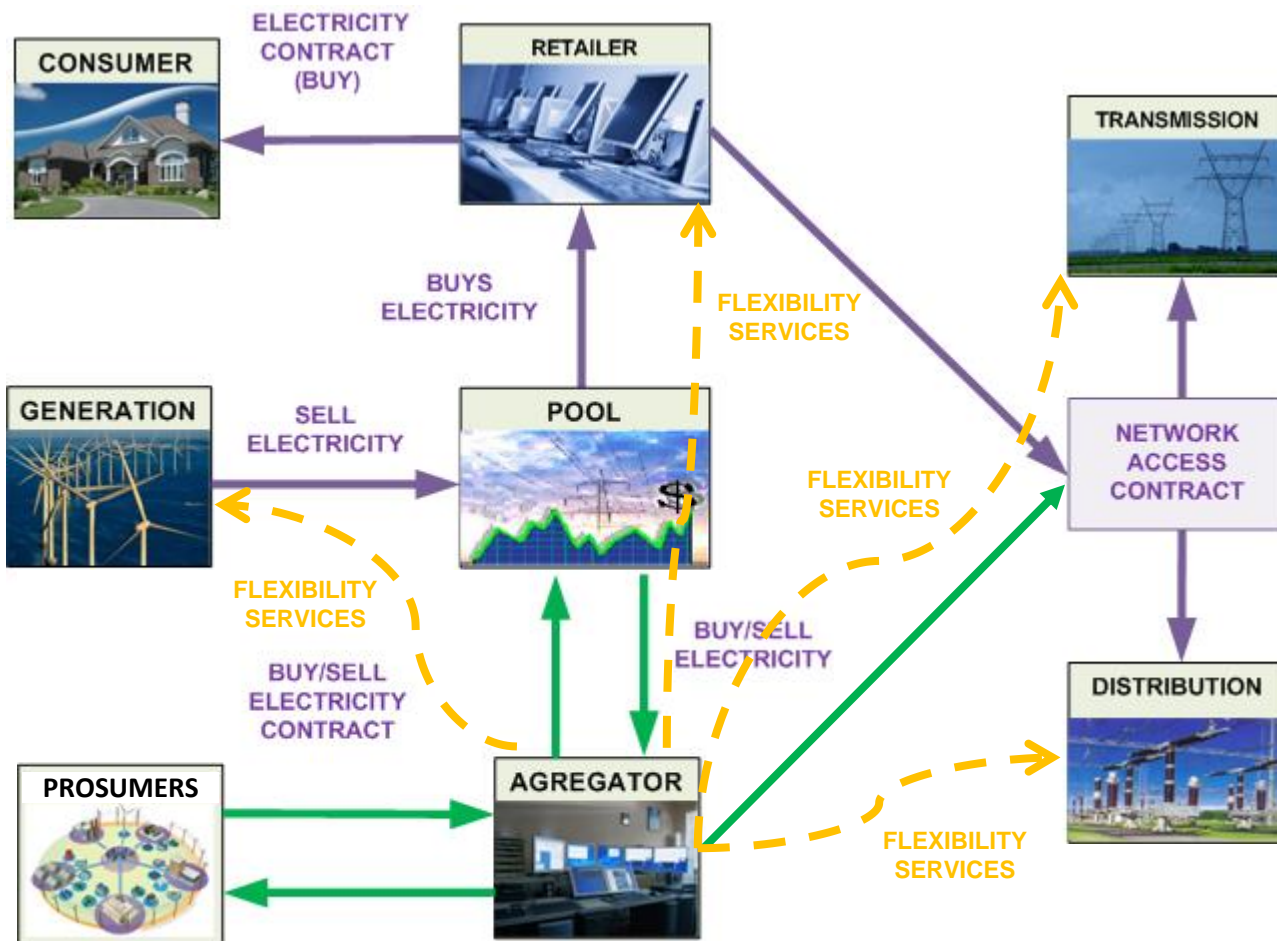 ELECTRICITY
CONTRACT
(BUY)
RETAILER
CONSUMER
TRANSMISSION
BUYS
ELECTRICITY
FLEXIBILITY
SERVICES
GENERATION
SELL
ELECTRICITY
POOL
$
NETWORK
ACCESS
CONTRACT
FLEXIBILITY
SERVICES
FLEXIBILITY
SERVICES
BUY/SELL
ELECTRICITY
BUY/SELL
ELECTRICITY
CONTRACT
DISTRIBUTION
PROSUMERS
AGREGATOR
FLEXIBILITY
SERVICES